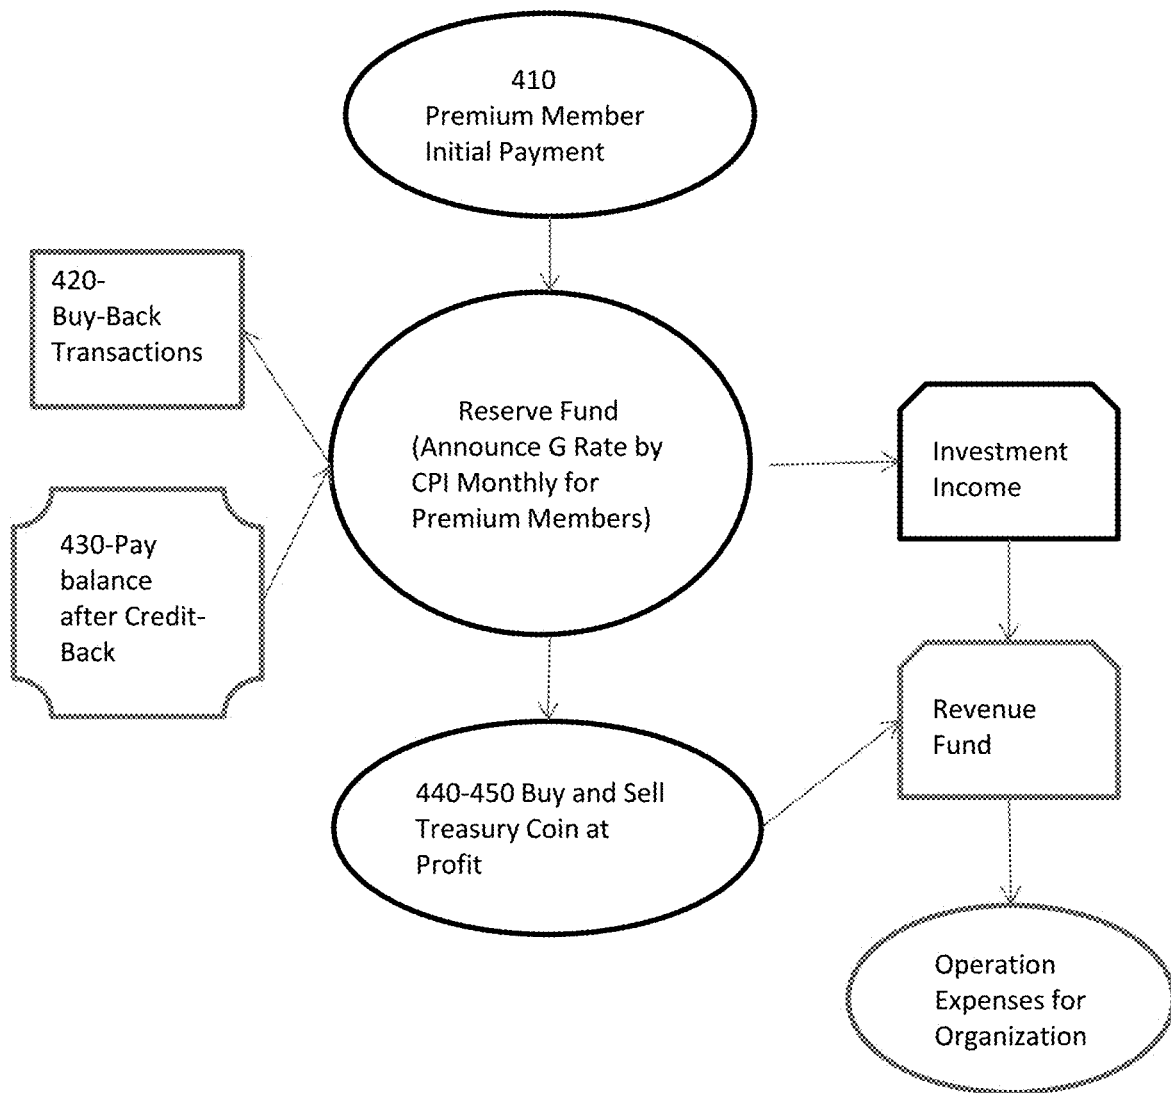 410
Premium Member
Initial Payment
420-
Buy-Back
Transactions
Reserve Fund
(Announce G Rate by
CPI Monthly for
Premium Members)
Investment
Income
430-Pay
balance
after Credit-
Back
Revenue
Fund
440-450 Buy and Sell
Treasury Coin at
Profit
Operation
Expenses for
Organization